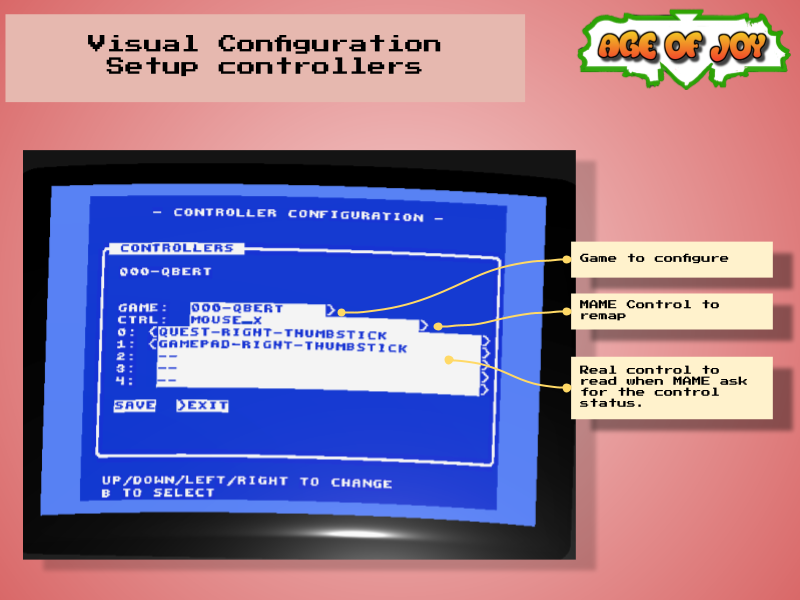 Visual Configuration
Setup controllers
AGE OF JOY
- CONTROLLER CONFIGURATION -
CONTROLLERS
000-QBERT
GAME: 000-QBERT >
CTRL: MOUSE_X >
0: <QUEST-RIGHT-THUMBSTICK >
1: <GAMEPAD-RIGHT-THUMBSTICK >
2: -- >
3: -- >
4: -- >
SAVE >EXIT
UP/DOWN/LEFT/RIGHT TO CHANGE
B TO SELECT
Game to configure
MAME Control to
remap
Real control to
read when MAME ask
for the control
status.